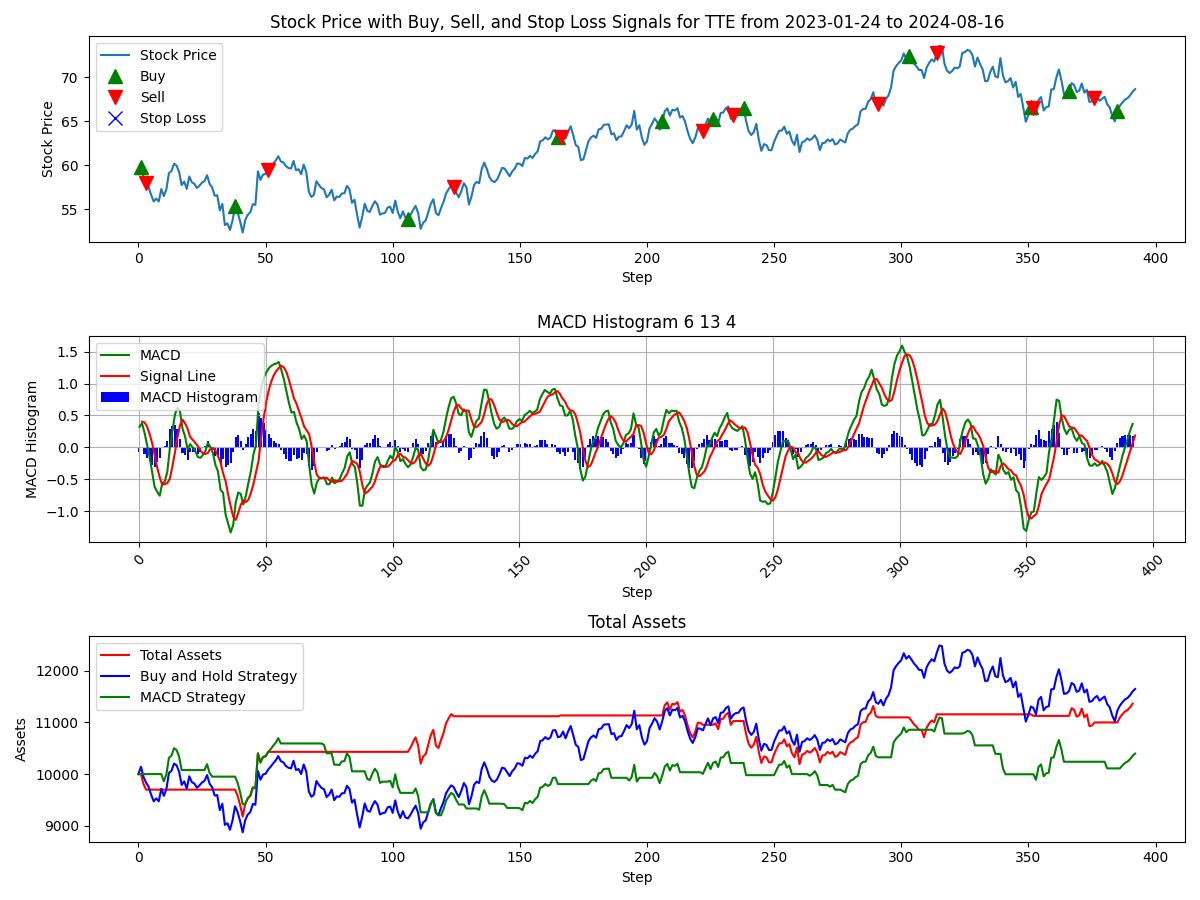 Stock Price with Buy, Sell, and Stop Loss Signals for TTE from 2023-01-24 to 2024-08-16
Stock Price
Buy
Sell
Stop Loss
Stock Price
70
65
60
55
0 50 100 150 200 250 300 350 400
Step
MACD Histogram 6 13 4
MACD
Signal Line
MACD Histogram
MACD Histogram
1.5
1.0
0.5
0.0
−0.5
−1.0
0 50 100 150 200 250 300 350 400
Step
Total Assets
Total Assets
Buy and Hold Strategy
MACD Strategy
Assets
12000
11000
10000
9000
0 50 100 150 200 250 300 350 400
Step